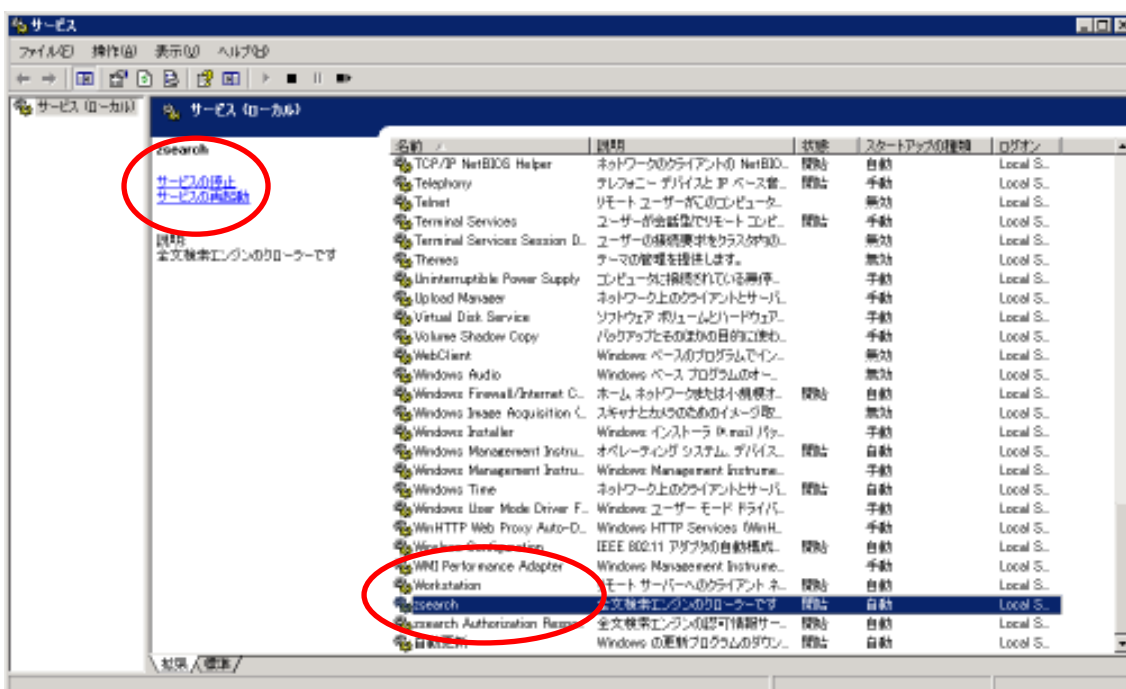 サービス
ファイル(F) 操作(A) 表示(V) ヘルプ(H)
サービス (ローカル) サービス (ローカル)
zsearch
サービスの停止
サービスの再起動
説明
全文検索エンジンのクローラーです
名前 説明 状態 スタートアップの種類 ログオン
TCP/IP NetBIOS Helper ネットワークのクライアントの NetBIO... 開始 自動 Local S...
Telephony テレフォニー デバイスと IP ベース音... 開始 手動 Local S...
Telnet リモート ユーザーがこのコンピュータ... 無効 Local S...
Terminal Services ユーザーが会話型でリモート コンピ... 開始 手動 Local S...
Terminal Services Session D... ユーザーの接続要求をクラスタ内の... 無効 Local S...
Themes テーマの管理を提供します。 無効 Local S...
Uninterruptible Power Supply コンピュータに接続されている無停... 手動 Local S...
Upload Manager ネットワーク上のクライアントとサーバ... 手動 Local S...
Virtual Disk Service ソフトウェア ボリュームとハードウェア... 手動 Local S...
Volume Shadow Copy バックアップとそのほかの目的に使わ... 手動 Local S...
WebClient Windows ベースのプログラムでイン... 無効 Local S...
Windows Audio Windows ベース プログラムのオー... 無効 Local S...
Windows Firewall/Internet C... ホーム ネットワークまたは小規模オ... 開始 自動 Local S...
Windows Image Acquisition (... スキャナとカメラのためのイメージ取... 無効 Local S...
Windows Installer Windows インストーラ (*.msi) パッ... 手動 Local S...
Windows Management Instru... オペレーティング システム、デバイス... 開始 自動 Local S...
Windows Management Instru... Windows Management Instrume... 手動 Local S...
Windows Time ネットワーク上のクライアントとサーバ... 開始 自動 Local S...
Windows User Mode Driver F... Windows ユーザー モード ドライバ... 手動 Local S...
WinHTTP Web Proxy Auto-D... Windows HTTP Services (WinH... 手動 Local S...
Wireless Configuration IEEE 802.11 アダプタの自動構成... 開始 自動 Local S...
WMI Performance Adapter Windows Management Instrume... 手動 Local S...
Workstation リモート サーバーへのクライアント ネ... 開始 自動 Local S...
zsearch 全文検索エンジンのクローラーです 開始 自動 Local S...
zsearch Authorization Reque... 全文検索エンジンの認可情報サー... 開始 自動 Local S...
自動更新 Windows の更新プログラムのダウン... 開始 自動 Local S...
拡張 標準